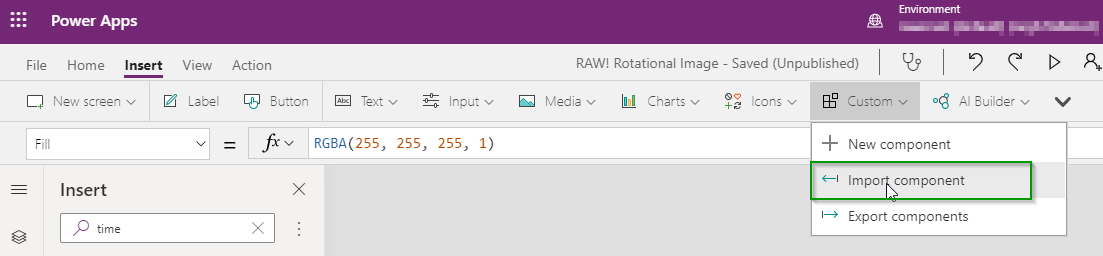 Power Apps
Environment
File Home Insert View Action RAW! Rotational Image - Saved (Unpublished)
New screen Label Button Abc Text Input Media Charts Icons Custom AI Builder
Fill = fx RGBA(255, 255, 255, 1)
New component
Import component
Export components
Insert
time